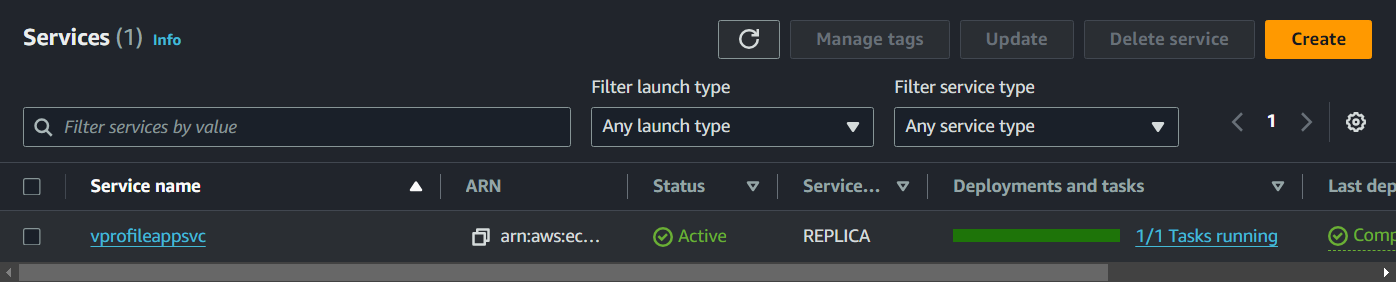 Services (1) Info
Manage tags Update Delete service Create
Filter launch type Filter service type
Filter services by value Any launch type Any service type 1
Service name ARN Status Service... Deployments and tasks Last dep
vprofileappsvc arn:aws:ec... Active REPLICA 1/1 Tasks running Comp